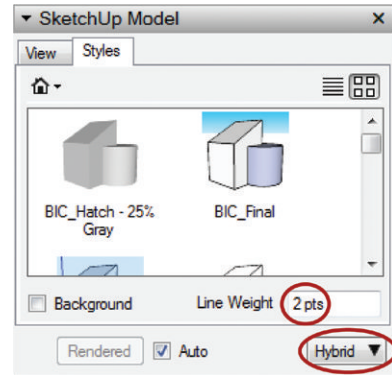 SketchUp Model
View Styles
BIC_Hatch - 25%
Gray
BIC_Final
Background Line Weight 2 pts
Rendered Auto Hybrid